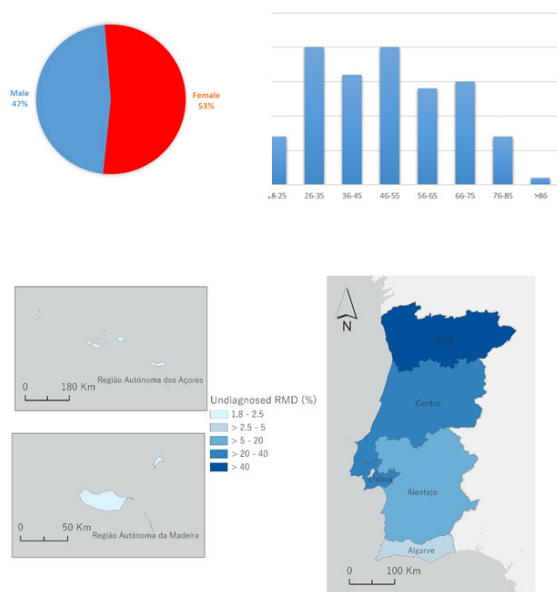 Male
47%
Female
53%
26-35
36-45
46-55
56-65
66-75
76-85
>86
Região Autónoma dos Açores
0 180 Km
Undiagnosed RMD (%)
1.8 - 2.5
> 2.5 - 5
> 5 - 20
> 20 - 40
> 40
Região Autónoma da Madeira
0 50 Km
N
Norte
Centro
Lisboa
Alentejo
Algarve
0 100 Km